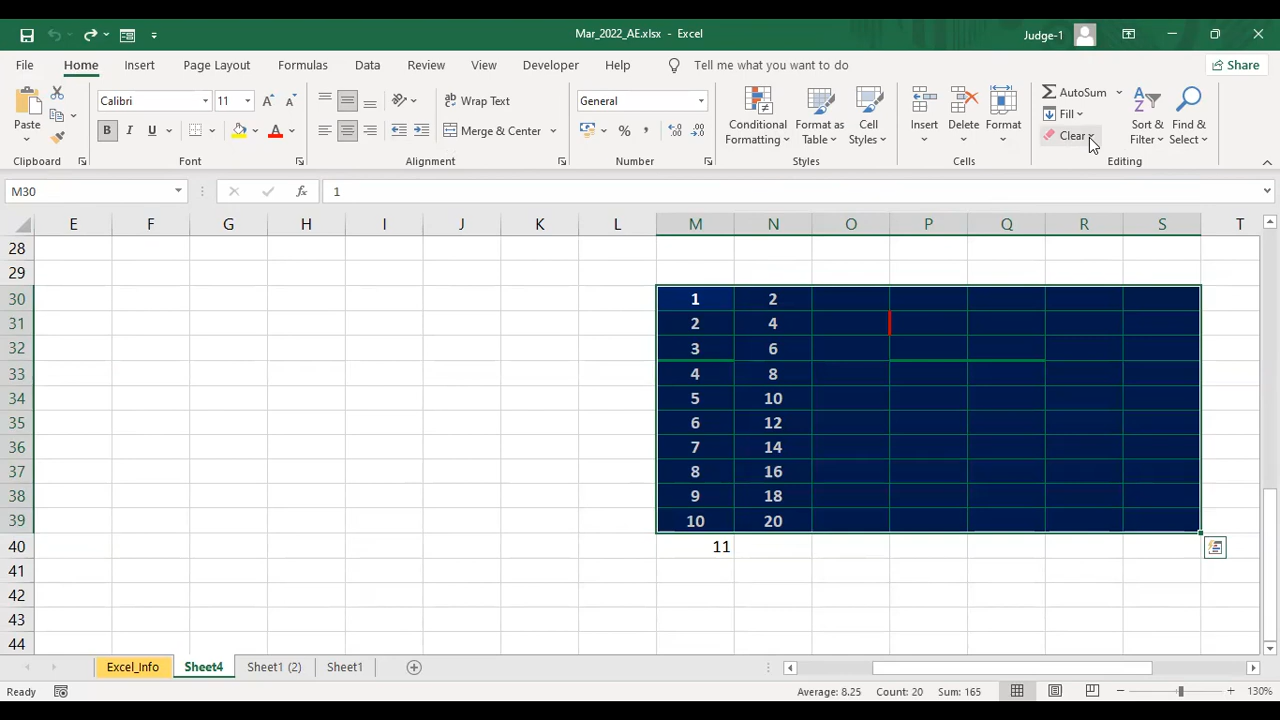 Mar_2022_AE.xlsx - Excel
Judge-1
File Home Insert Page Layout Formulas Data Review View Developer Help Tell me what you want to do Share
Paste
Calibri 11
B I U
A
Wrap Text
Merge & Center
General
%
Conditional Formatting
Format as Table
Cell Styles
Insert
Delete
Format
AutoSum
Fill
Clear
Sort & Filter
Find & Select
Clipboard Font Alignment Number Styles Cells Editing
M30 fx 1
E F G H I J K L M N O P Q R S T
28
29
30 1 2
31 2 4
32 3 6
33 4 8
34 5 10
35 6 12
36 7 14
37 8 16
38 9 18
39 10 20
40 11
41
42
43
44
Excel_Info Sheet4 Sheet1 (2) Sheet1
Ready Average: 8.25 Count: 20 Sum: 165 130%